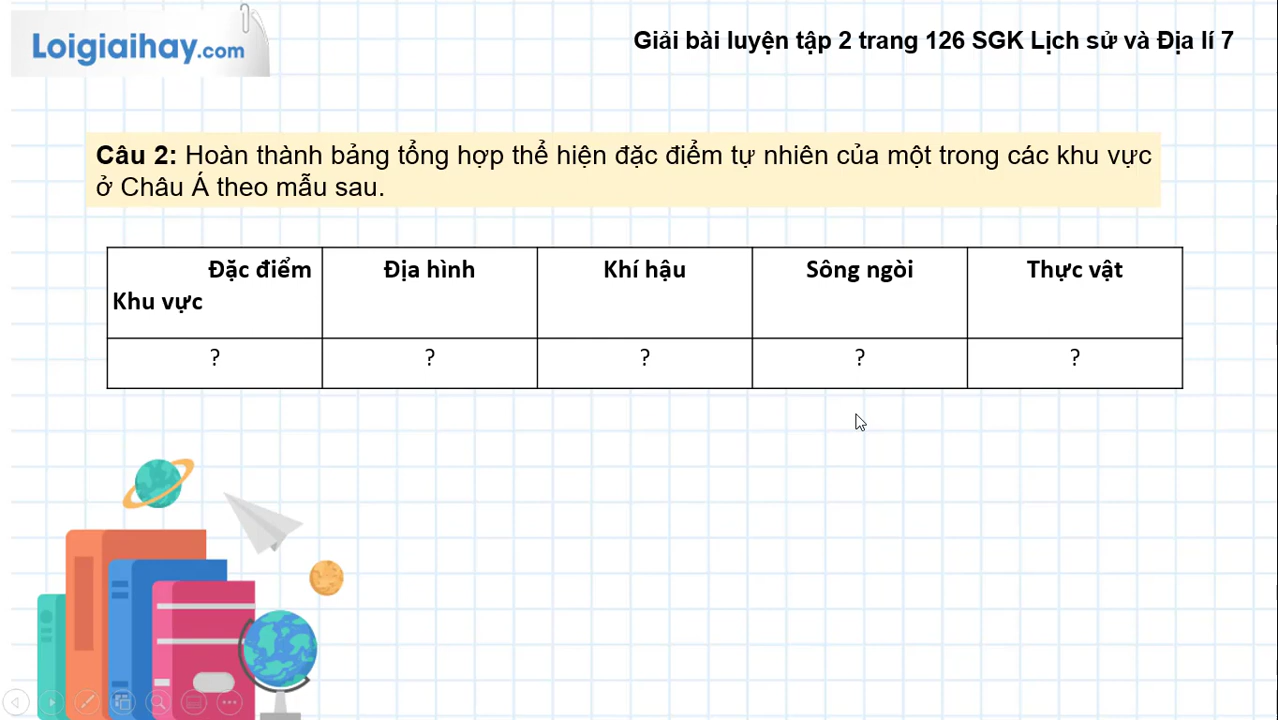 Loigiaihay.com
Giải bài luyện tập 2 trang 126 SGK Lịch sử và Địa lí 7
Câu 2: Hoàn thành bảng tổng hợp thể hiện đặc điểm tự nhiên của một trong các khu vực
ở Châu Á theo mẫu sau.
Đặc điểm Địa hình Khí hậu Sông ngòi Thực vật
Khu vực
? ? ? ? ?